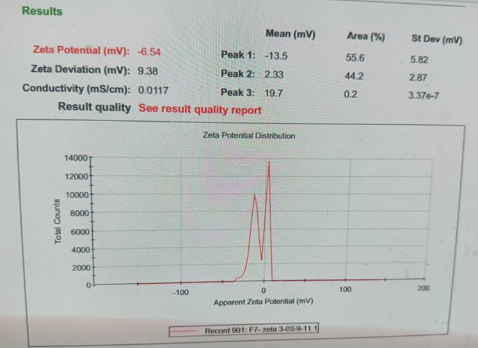 Results
Mean (mV) Area (%) St Dev (mV)
Zeta Potential (mV): -6.54 Peak 1: -13.5 55.6 5.82
Zeta Deviation (mV): 9.38 Peak 2: 2.33 44.2 2.87
Conductivity (mS/cm): 0.0117 Peak 3: 19.7 0.2 3.37e-7
Result quality See result quality report
Zeta Potential Distribution
14000
12000
10000
8000
6000
4000
2000
0
Total Counts
-100 0 100 200
Apparent Zeta Potential (mV)
Record 901: F7- zeta 3-03-9-11 1